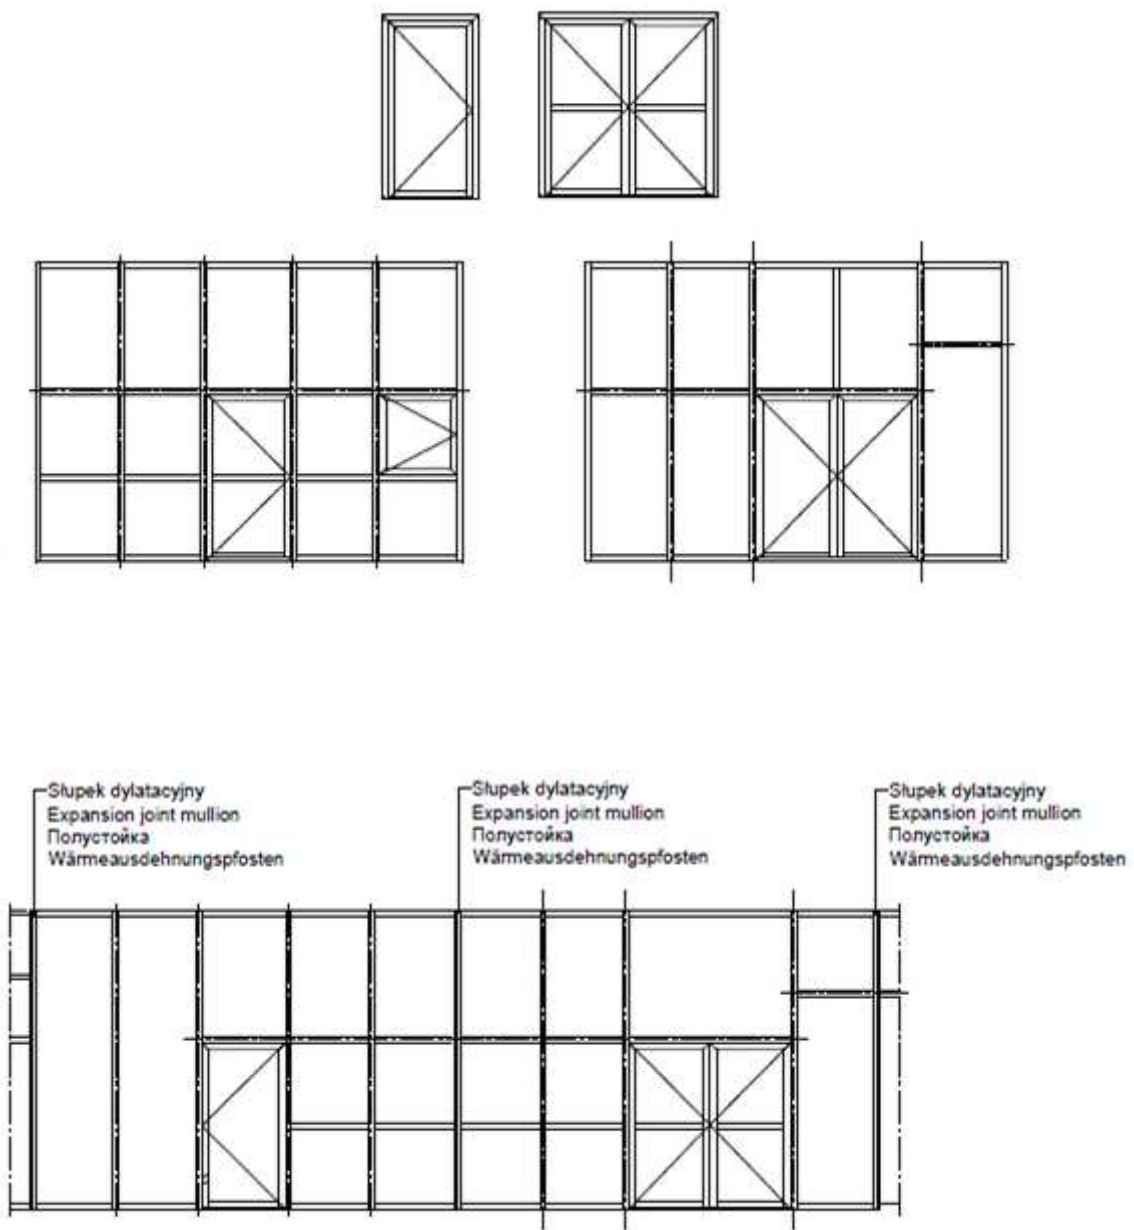 Słupek dylatacyjny
Expansion joint mullion
Полустойка
Wärmeausdehnungspfosten
Słupek dylatacyjny
Expansion joint mullion
Полустойка
Wärmeausdehnungspfosten
Słupek dylatacyjny
Expansion joint mullion
Полустойка
Wärmeausdehnungspfosten